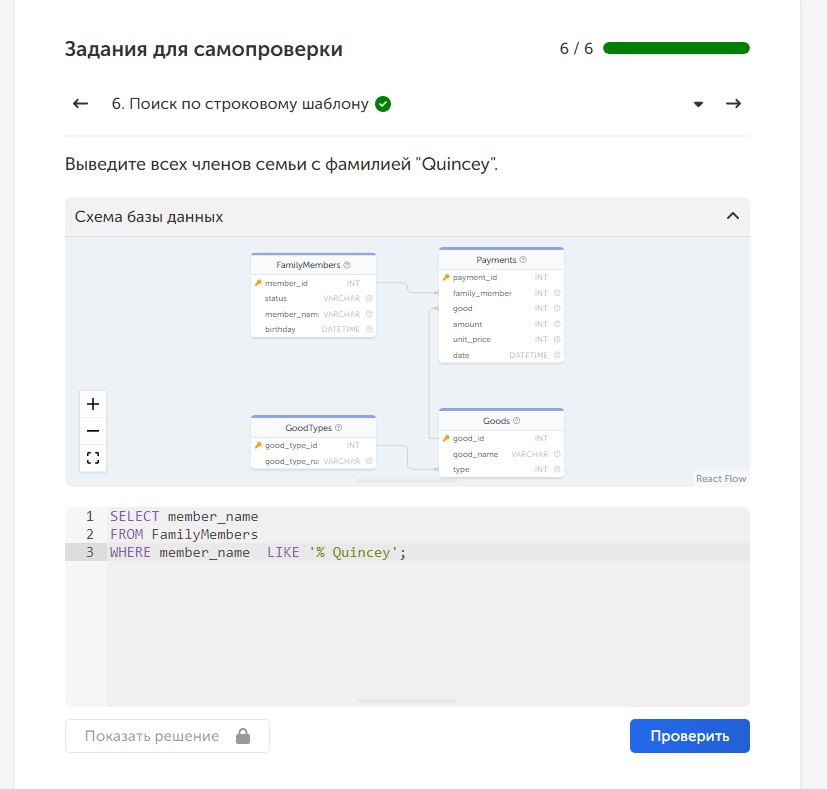 Задания для самопроверки
6 / 6
6. Поиск по строковому шаблону
Выведите всех членов семьи с фамилией "Quincey".
Схема базы данных
FamilyMembers
member_id INT
status VARCHAR
member_nam VARCHAR
birthday DATETIME
Payments
payment_id INT
family_member INT
good INT
amount INT
unit_price INT
date DATETIME
GoodTypes
good_type_id INT
good_type_na VARCHAR
Goods
good_id INT
good_name VARCHAR
type INT
React Flow
1 SELECT member_name
2 FROM FamilyMembers
3 WHERE member_name  LIKE '% Quincey';
Показать решение
Проверить